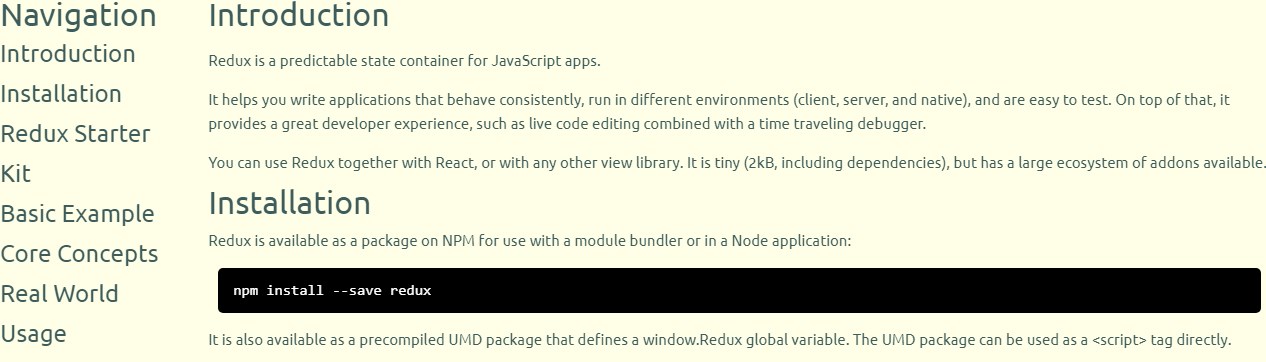 Navigation
Introduction
Installation
Redux Starter
Kit
Basic Example
Core Concepts
Real World
Usage
Introduction
Redux is a predictable state container for JavaScript apps.
It helps you write applications that behave consistently, run in different environments (client, server, and native), and are easy to test. On top of that, it
provides a great developer experience, such as live code editing combined with a time traveling debugger.
You can use Redux together with React, or with any other view library. It is tiny (2kB, including dependencies), but has a large ecosystem of addons available.
Installation
Redux is available as a package on NPM for use with a module bundler or in a Node application:
npm install --save redux
It is also available as a precompiled UMD package that defines a window.Redux global variable. The UMD package can be used as a <script> tag directly.